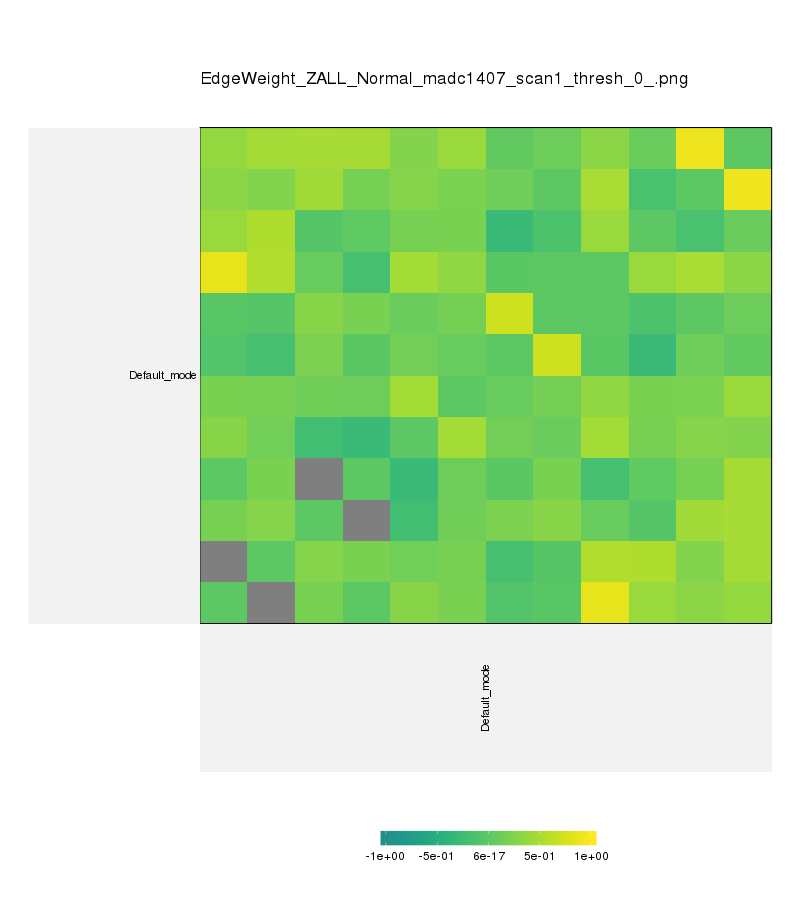 EdgeWeight_ZALL_Normal_madc1407_scan1_thresh_0_.png
Default_mode
Default_mode
-1e+00 -5e-01 6e-17 5e-01 1e+00